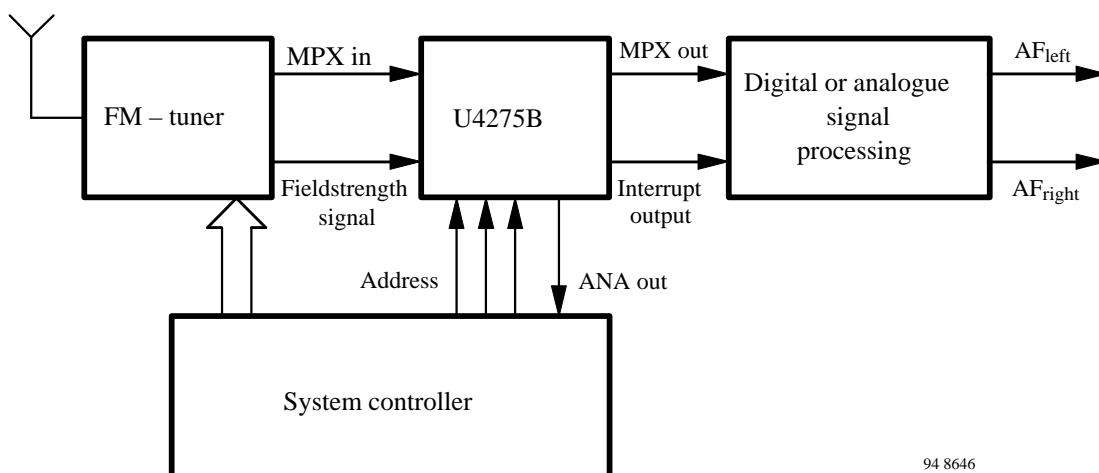 MPX in
MPX out
AFleft
FM – tuner
U4275B
Digital or analogue
signal
processing
Fieldstrength
signal
Interrupt
output
AFright
Address
ANA out
System controller
94 8646